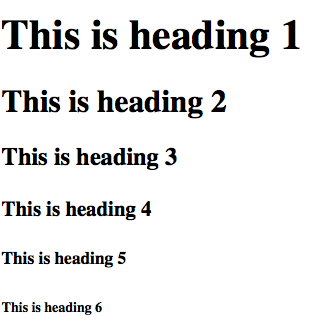 This is heading 1
This is heading 2
This is heading 3
This is heading 4
This is heading 5
This is heading 6